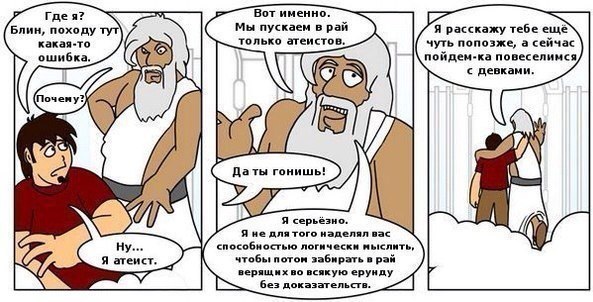 Где я?
Блин, походу тут
какая-то
ошибка.
Почему?
Ну...
Я атеист.
Вот именно.
Мы пускаем в рай
только атеистов.
Да ты гонишь!
Я серьёзно.
Я не для того наделял вас
способностью логически мыслить,
чтобы потом забирать в рай
верящих во всякую ерунду
без доказательств.
Я расскажу тебе ещё
чуть попозже, а сейчас
пойдем-ка повеселимся
с девками.